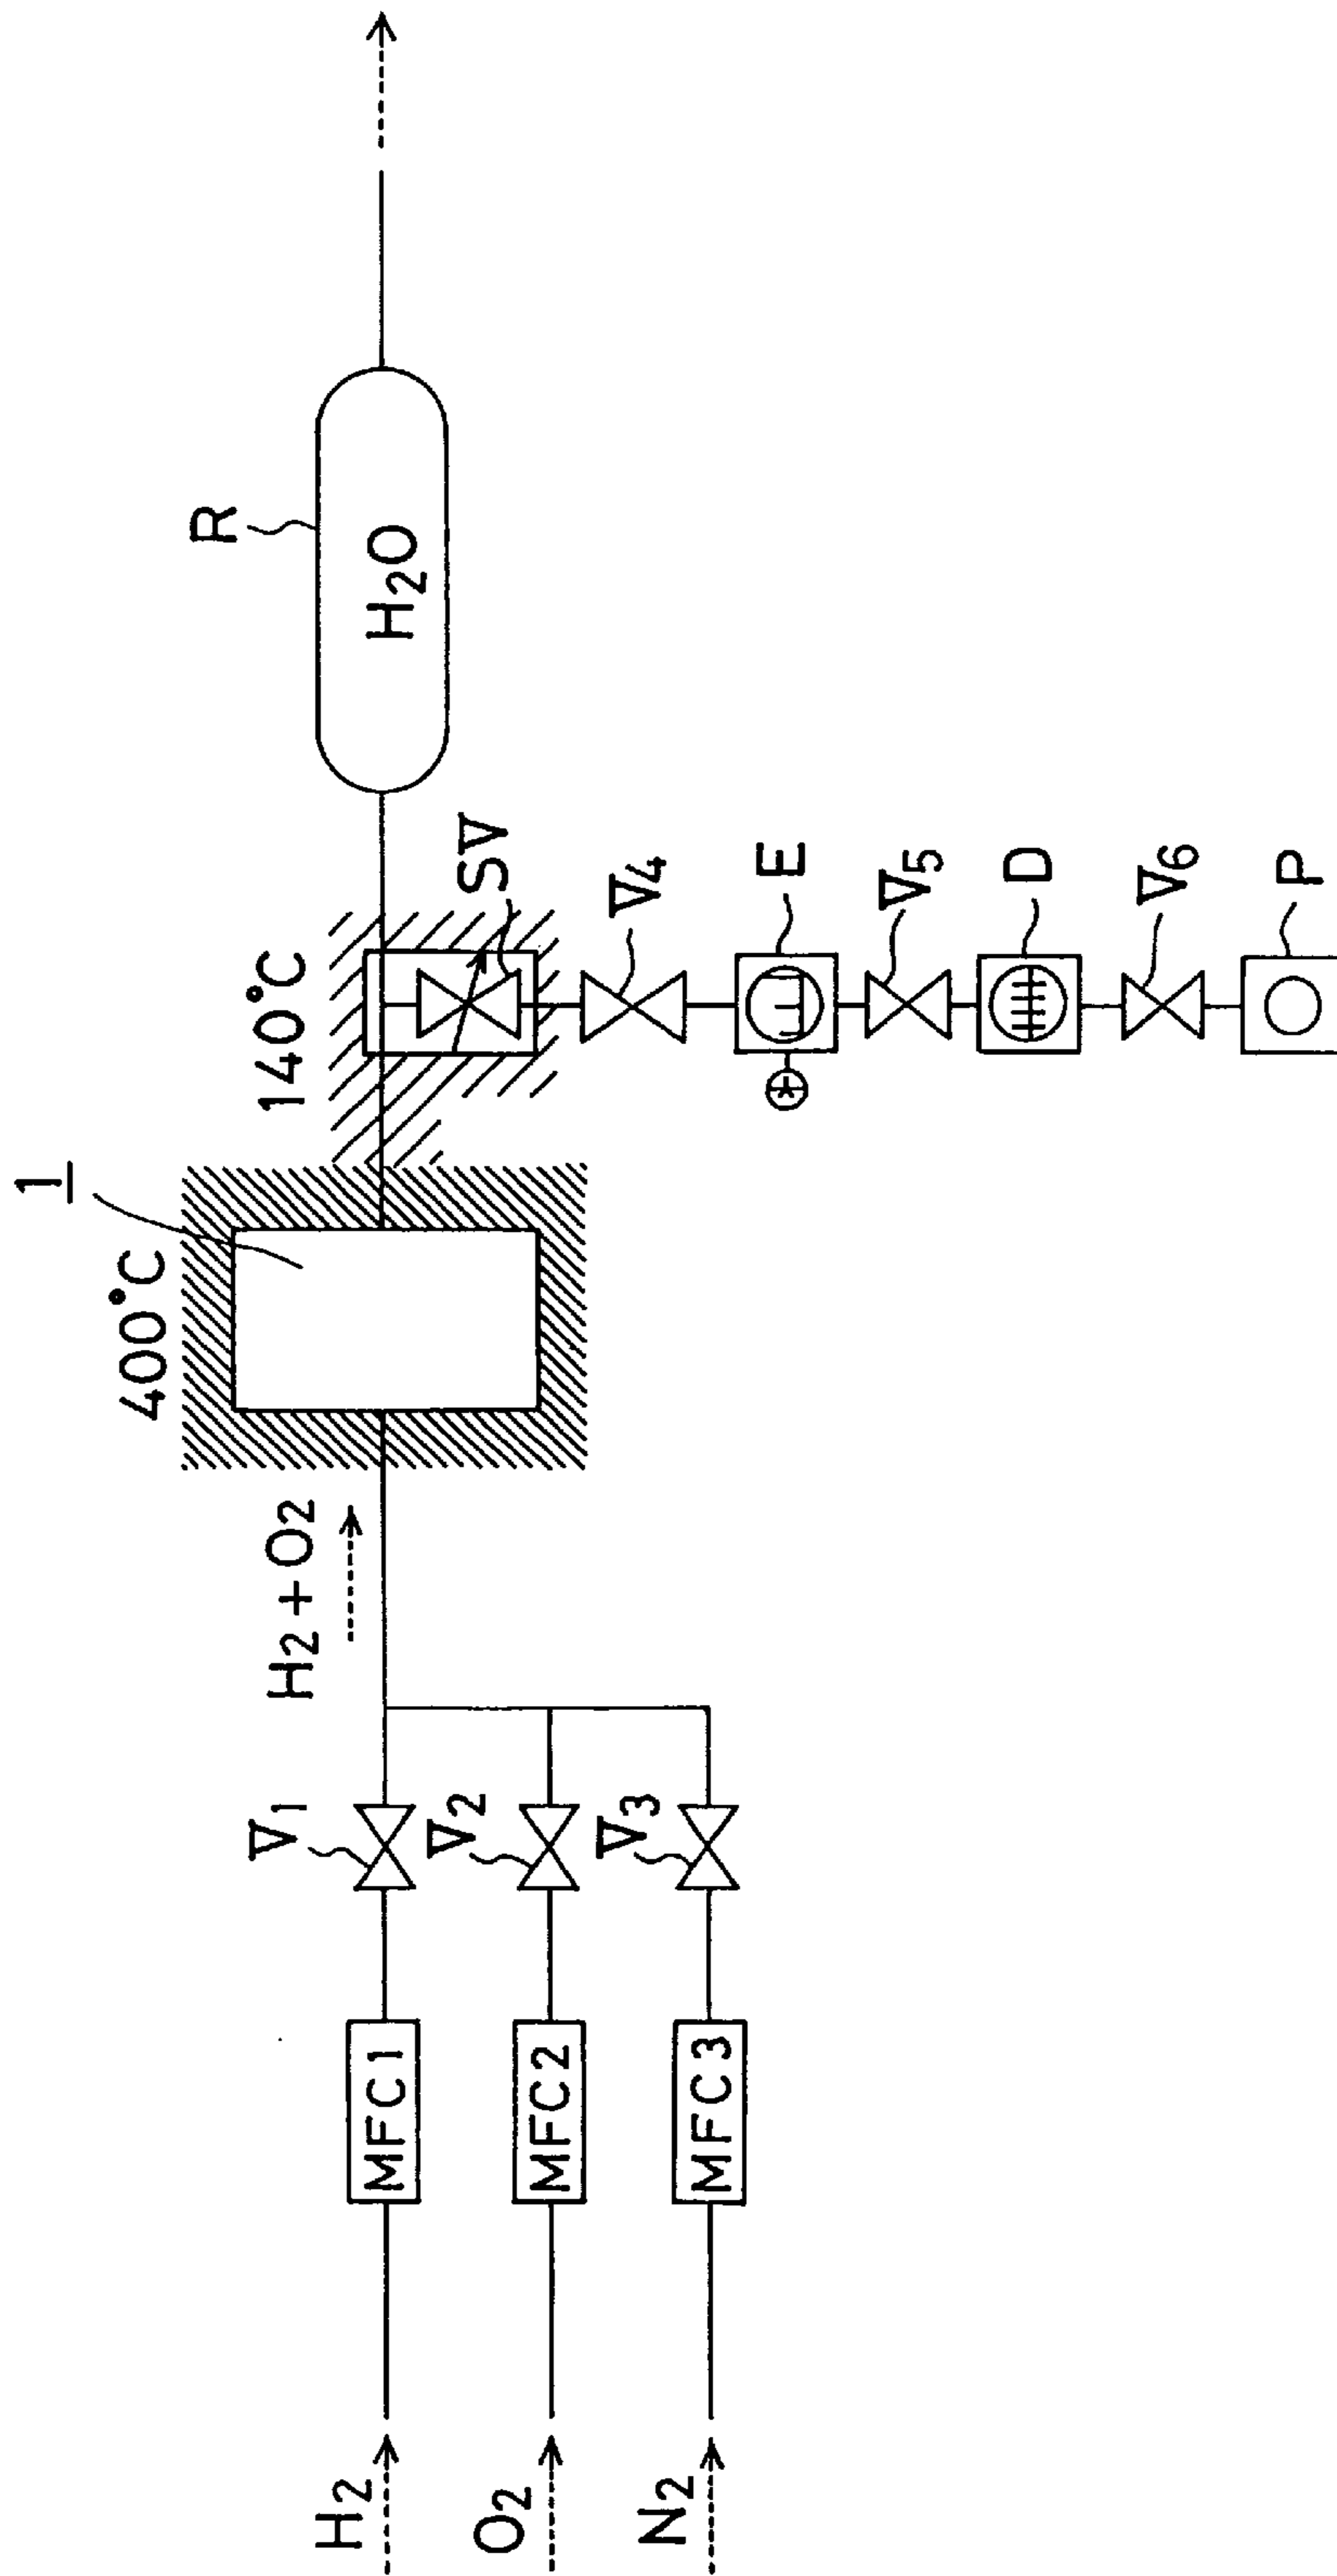 H2
O2
N2
MFC1
MFC2
MFC3
V1
V2
V3
H2+O2
400°C
1
140°C
SV
V4
E
V5
D
V6
P
R
H2O